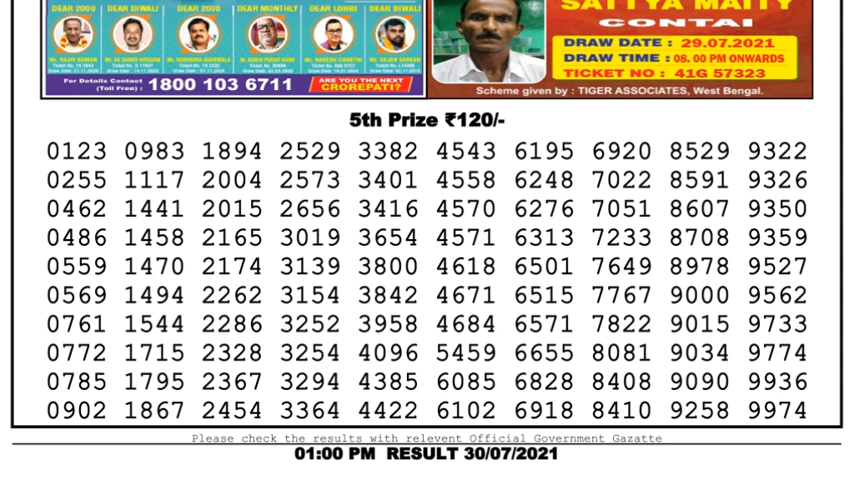 DEAR 2000 DEAR DIWALI DEAR 2000 DEAR MONTHLY DEAR LOHRI DEAR DIWALI
Mr. RAJIV KUMAR
For Details Contact (Toll Free) : 1800 103 6711 ARE YOU THE NEXT CROREPATI?
SATTYA MAITY
CONTAI
DRAW DATE : 29.07.2021
DRAW TIME : 08. 00 PM ONWARDS
TICKET NO : 41G 57323
Scheme given by : TIGER ASSOCIATES, West Bengal.
5th Prize ₹120/-
0123 0983 1894 2529 3382 4543 6195 6920 8529 9322
0255 1117 2004 2573 3401 4558 6248 7022 8591 9326
0462 1441 2015 2656 3416 4570 6276 7051 8607 9350
0486 1458 2165 3019 3654 4571 6313 7233 8708 9359
0559 1470 2174 3139 3800 4618 6501 7649 8978 9527
0569 1494 2262 3154 3842 4671 6515 7767 9000 9562
0761 1544 2286 3252 3958 4684 6571 7822 9015 9733
0772 1715 2328 3254 4096 5459 6655 8081 9034 9774
0785 1795 2367 3294 4385 6085 6828 8408 9090 9936
0902 1867 2454 3364 4422 6102 6918 8410 9258 9974
Please check the results with relevent Official Government Gazatte
01:00 PM RESULT 30/07/2021